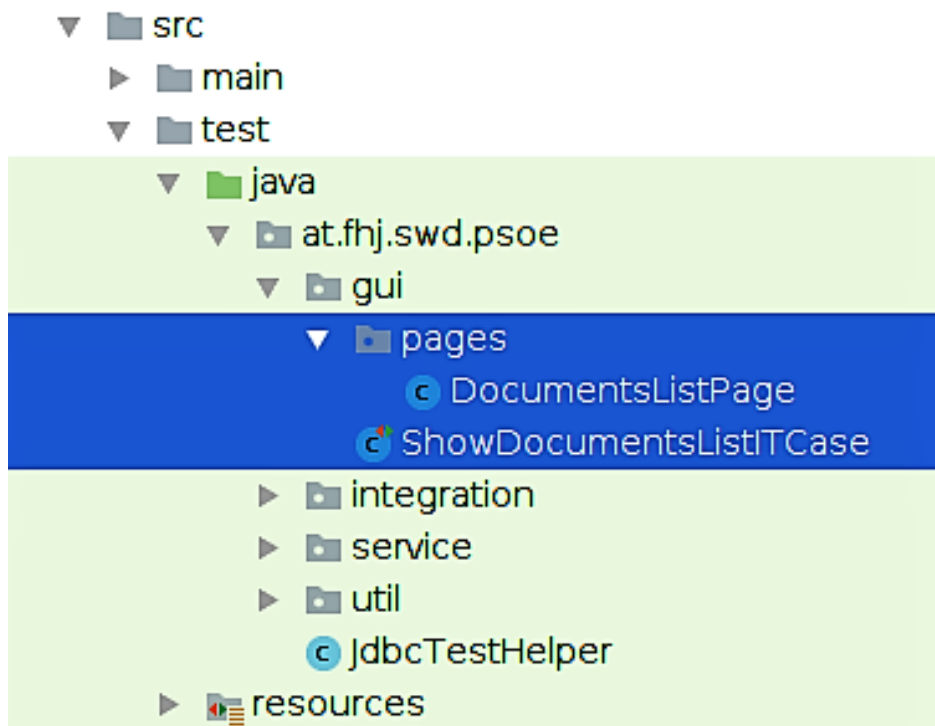 src
main
test
java
at.fhj.swd.psoe
gui
pages
DocumentsListPage
ShowDocumentsListITCase
integration
service
util
JdbcTestHelper
resources